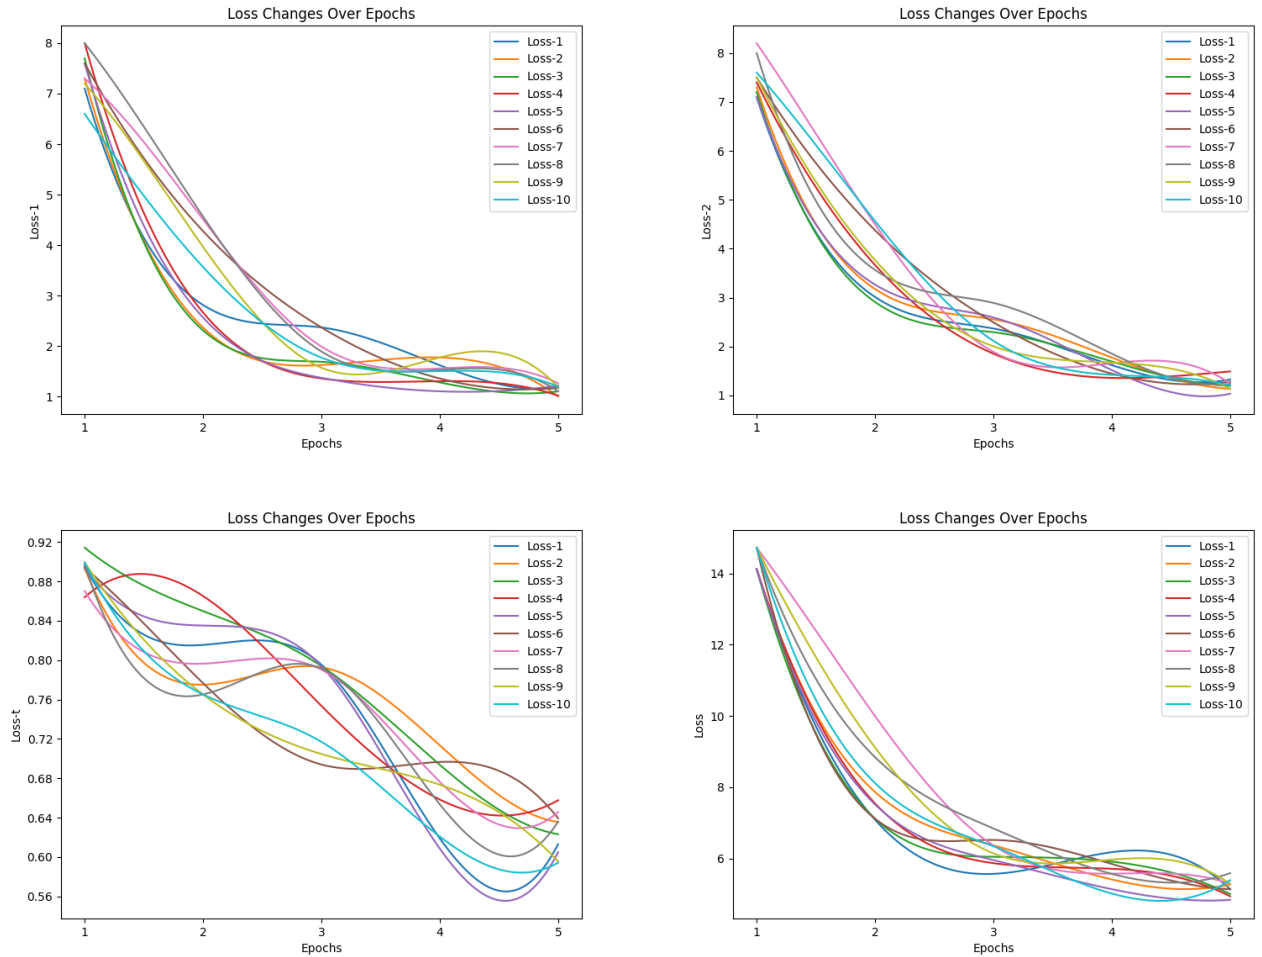 Loss Changes Over Epochs
8
7
6
5
4
3
2
1
Loss-1
1 2 3 4 5
Epochs
Loss-1
Loss-2
Loss-3
Loss-4
Loss-5
Loss-6
Loss-7
Loss-8
Loss-9
Loss-10
Loss Changes Over Epochs
8
7
6
5
4
3
2
1
Loss-2
1 2 3 4 5
Epochs
Loss-1
Loss-2
Loss-3
Loss-4
Loss-5
Loss-6
Loss-7
Loss-8
Loss-9
Loss-10
Loss Changes Over Epochs
0.92
0.88
0.84
0.80
0.76
0.72
0.68
0.64
0.60
0.56
Loss-t
1 2 3 4 5
Epochs
Loss-1
Loss-2
Loss-3
Loss-4
Loss-5
Loss-6
Loss-7
Loss-8
Loss-9
Loss-10
Loss Changes Over Epochs
14
12
10
8
6
Loss
1 2 3 4 5
Epochs
Loss-1
Loss-2
Loss-3
Loss-4
Loss-5
Loss-6
Loss-7
Loss-8
Loss-9
Loss-10